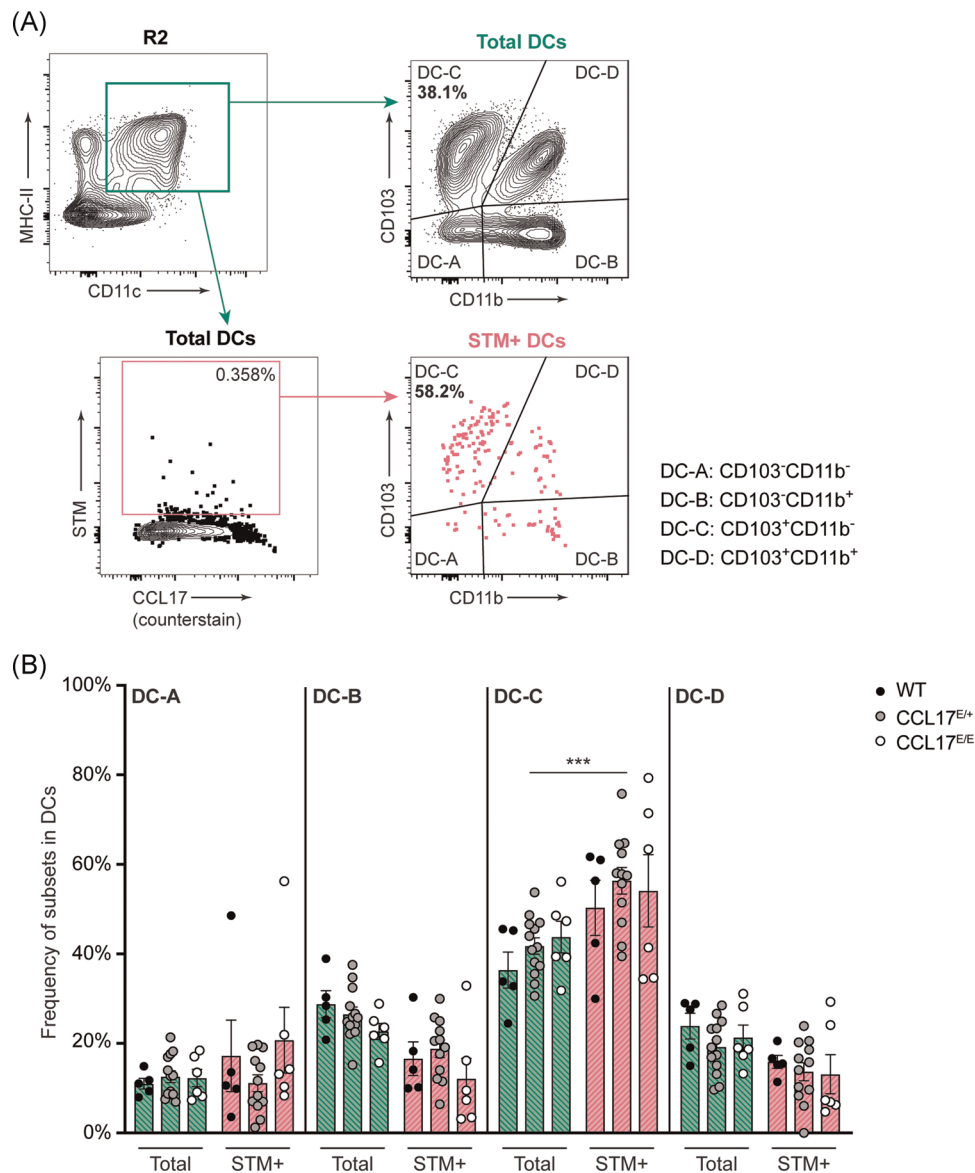 (A)
R2
MHC-II
CD11c
Total DCs
DC-C
38.1%
DC-D
CD103
DC-A
DC-B
CD11b
Total DCs
0.358%
STM
CCL17
(counterstain)
STM+ DCs
DC-C
58.2%
DC-D
CD103
DC-A
DC-B
CD11b
DC-A: CD103⁻CD11b⁻
DC-B: CD103⁻CD11b⁺
DC-C: CD103⁺CD11b⁻
DC-D: CD103⁺CD11b⁺
(B)
Frequency of subsets in DCs
100%
80%
60%
40%
20%
0%
DC-A
DC-B
DC-C
DC-D
***
WT
CCL17ᴱ/⁺
CCL17ᴱ/ᴱ
Total
STM+
Total
STM+
Total
STM+
Total
STM+